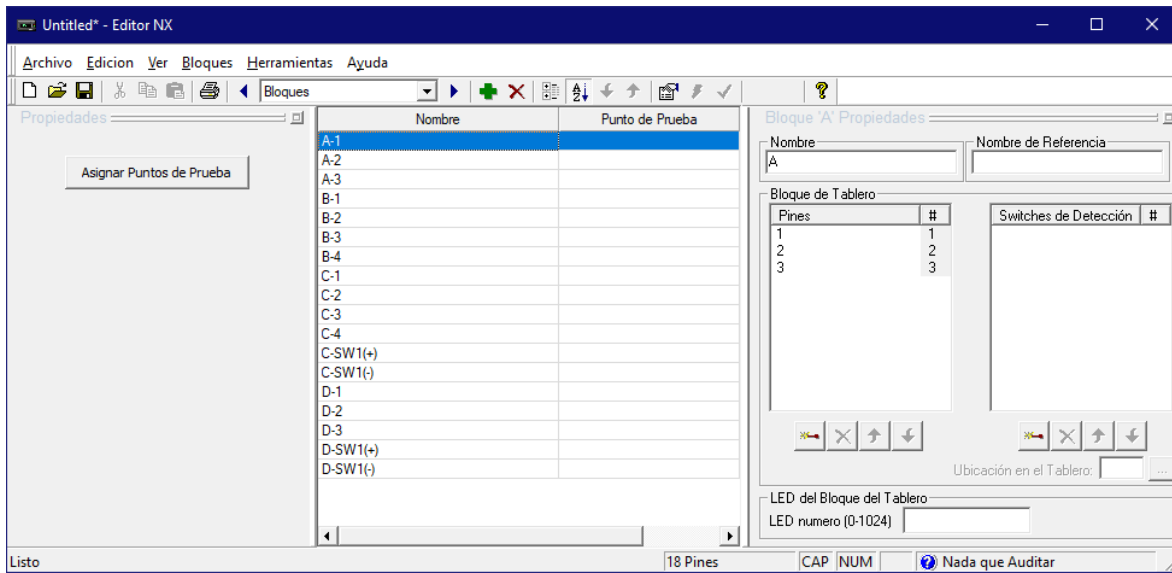 Untitled* - Editor NX
Archivo Edicion Ver Bloques Herramientas Ayuda
Bloques
Propiedades
Asignar Puntos de Prueba
Nombre Punto de Prueba
A-1
A-2
A-3
B-1
B-2
B-3
B-4
C-1
C-2
C-3
C-4
C-SW1(+)
C-SW1(-)
D-1
D-2
D-3
D-SW1(+)
D-SW1(-)
Bloque 'A' Propiedades
Nombre Nombre de Referencia
A
Bloque de Tablero
Pines # Switches de Detección #
1 1
2 2
3 3
Ubicación en el Tablero: ...
LED del Bloque del Tablero
LED numero (0-1024)
Listo 18 Pines CAP NUM Nada que Auditar